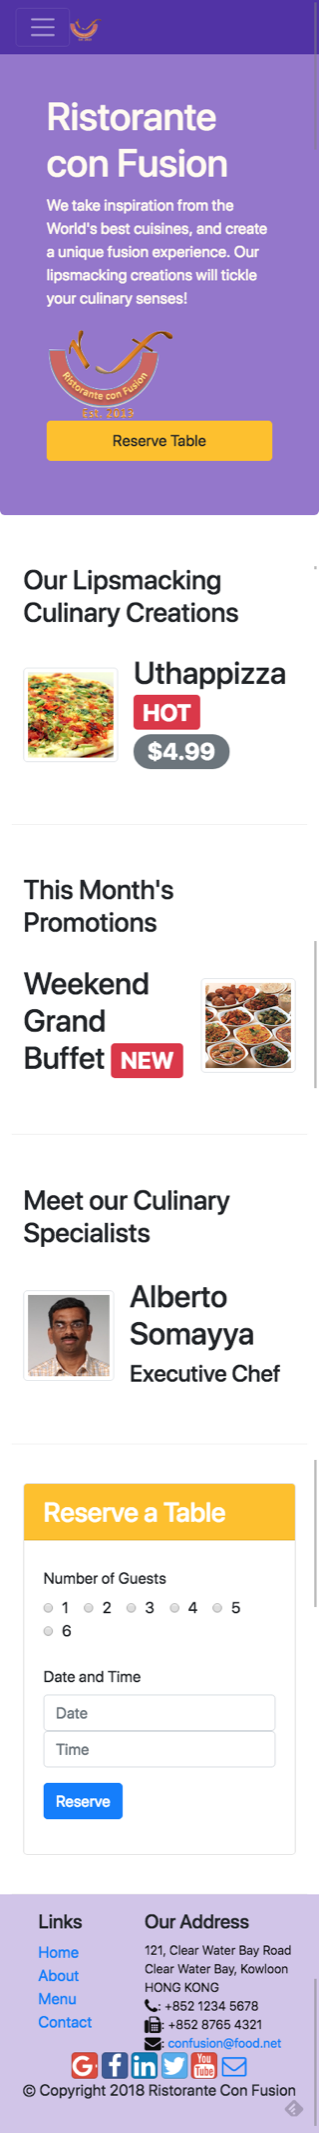 Ristorante
con Fusion
We take inspiration from the
World's best cuisines, and create
a unique fusion experience. Our
lipsmacking creations will tickle
your culinary senses!
Ristorante con Fusion
Est. 2013
Reserve Table
Our Lipsmacking
Culinary Creations
Uthappizza
HOT
$4.99
This Month's
Promotions
Weekend
Grand
Buffet NEW
Meet our Culinary
Specialists
Alberto
Somayya
Executive Chef
Reserve a Table
Number of Guests
1 2 3 4 5
6
Date and Time
Date
Time
Reserve
Links
Home
About
Menu
Contact
Our Address
121, Clear Water Bay Road
Clear Water Bay, Kowloon
HONG KONG
: +852 1234 5678
: +852 8765 4321
: confusion@food.net
G+ f in You Tube
© Copyright 2018 Ristorante Con Fusion